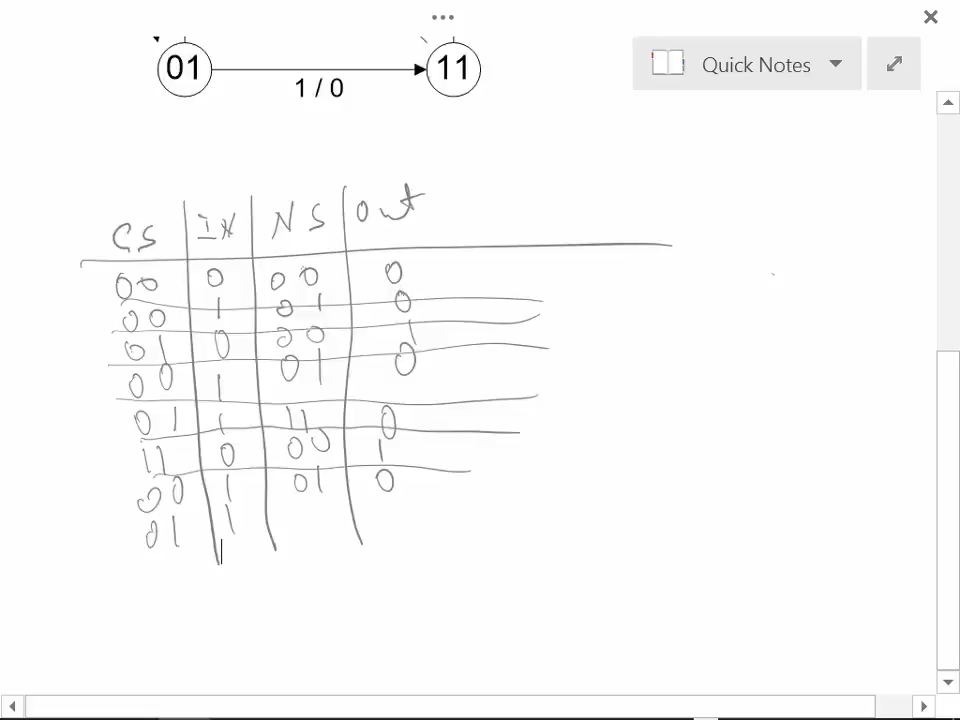 01 11
1 / 0
Quick Notes
CS IN NS Out
00 0 00 0
00 1 01 0
01 0 00 1
00 1 01 0
01 1 11 0
11 0 00 1
00 1 01 0
01 1